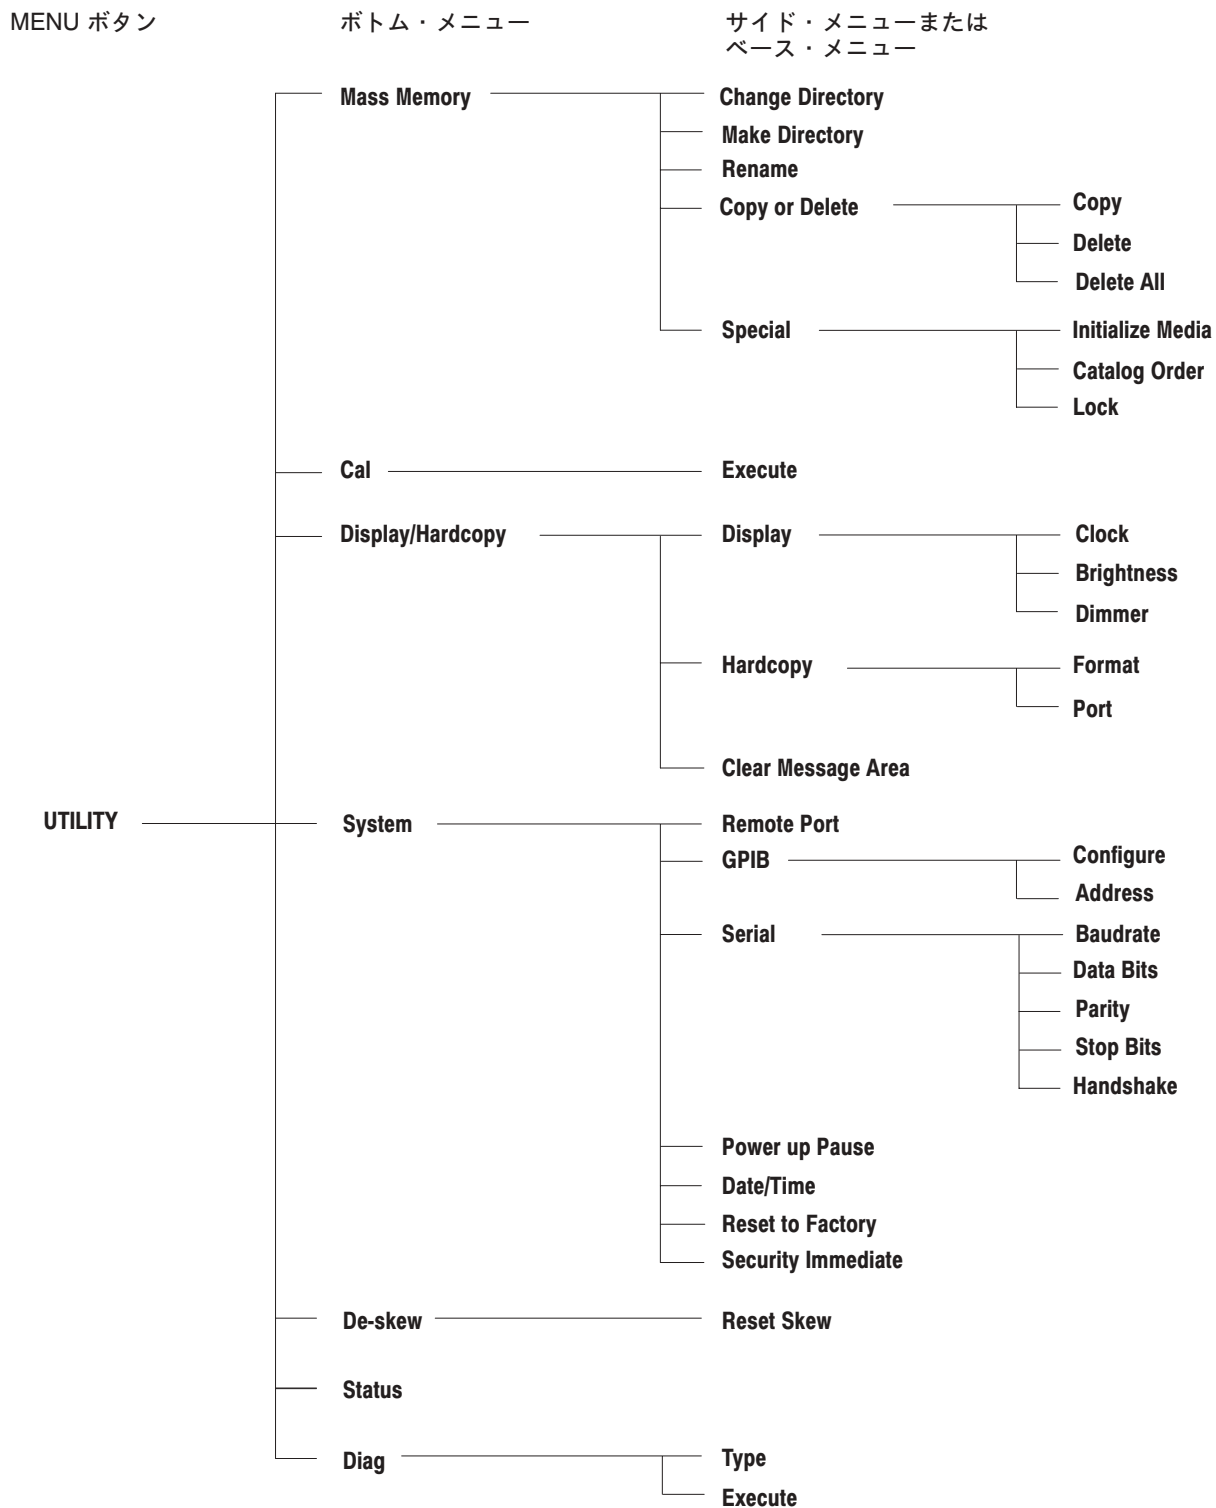 MENU ボタン
ボトム・メニュー
サイド・メニューまたは
ベース・メニュー
Mass Memory
Change Directory
Make Directory
Rename
Copy or Delete
Copy
Delete
Delete All
Special
Initialize Media
Catalog Order
Lock
Cal
Execute
Display/Hardcopy
Display
Clock
Brightness
Dimmer
Hardcopy
Format
Port
Clear Message Area
UTILITY
System
Remote Port
GPIB
Configure
Address
Serial
Baudrate
Data Bits
Parity
Stop Bits
Handshake
Power up Pause
Date/Time
Reset to Factory
Security Immediate
De-skew
Reset Skew
Status
Diag
Type
Execute